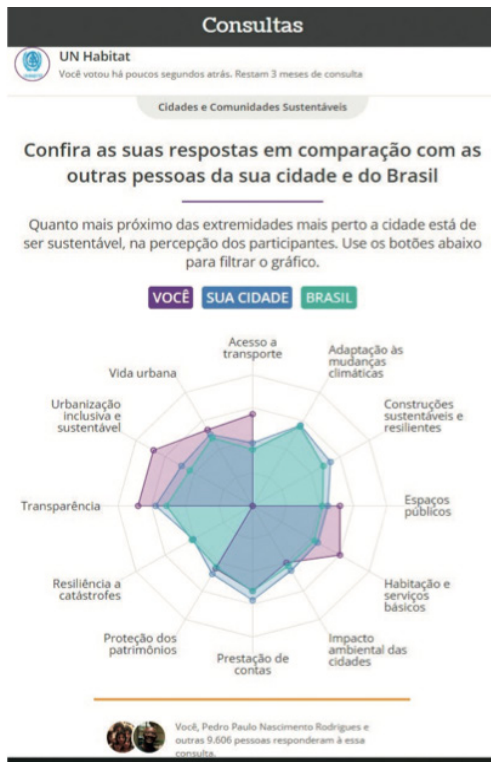 Consultas
UN Habitat
Você votou há poucos segundos atrás. Restam 3 meses de consulta
Cidades e Comunidades Sustentáveis
Confira as suas respostas em comparação com as
outras pessoas da sua cidade e do Brasil
Quanto mais próximo das extremidades mais perto a cidade está de
ser sustentável, na percepção dos participantes. Use os botões abaixo
para filtrar o gráfico.
VOCÊ SUA CIDADE BRASIL
Acesso a
transporte
Adaptação às
mudanças
climáticas
Vida urbana
Urbanização
inclusiva e
sustentável
Construções
sustentáveis e
resilientes
Transparência
Espaços
públicos
Resiliência a
catástrofes
Habitação e
serviços
básicos
Proteção dos
patrimônios
Prestação de
contas
Impacto
ambiental das
cidades
Você, Pedro Paulo Nascimento Rodrigues e
outras 9.606 pessoas responderam à essa
consulta.